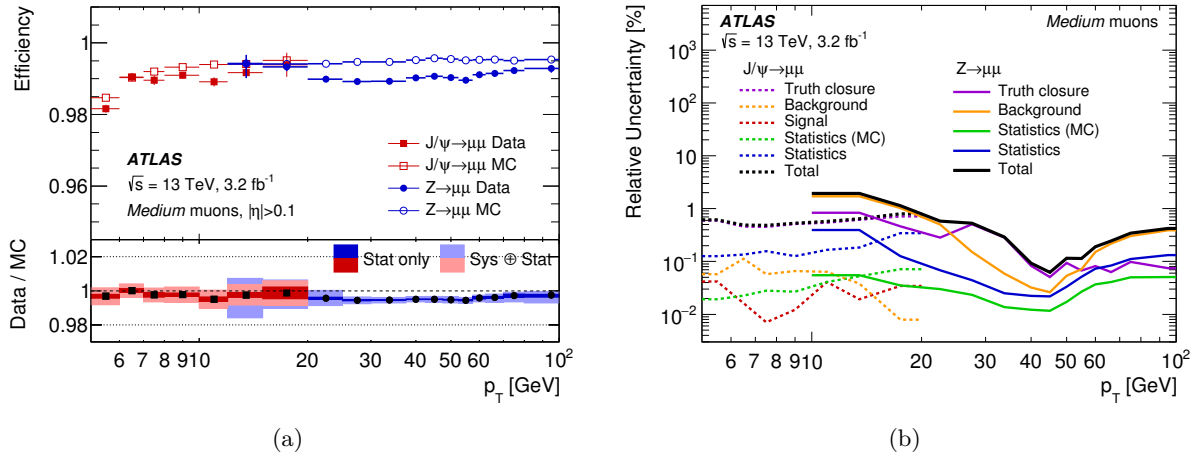 Efficiency
1
0.98
0.96
0.94
ATLAS
√s = 13 TeV, 3.2 fb⁻¹
Medium muons, |η|>0.1
J/ψ→μμ Data
J/ψ→μμ MC
Z→μμ Data
Z→μμ MC
Data / MC
1.02
1
0.98
Stat only
Sys ⊕ Stat
6 7 8 9 10 20 30 40 50 60 10²
p_T [GeV]
(a)
Relative Uncertainty [%]
10³
10²
10
1
10⁻¹
10⁻²
ATLAS
Medium muons
√s = 13 TeV, 3.2 fb⁻¹
J/ψ→μμ
Truth closure
Background
Signal
Statistics (MC)
Statistics
Total
Z→μμ
Truth closure
Background
Statistics (MC)
Statistics
Total
6 7 8 9 10 20 30 40 50 60 10²
p_T [GeV]
(b)